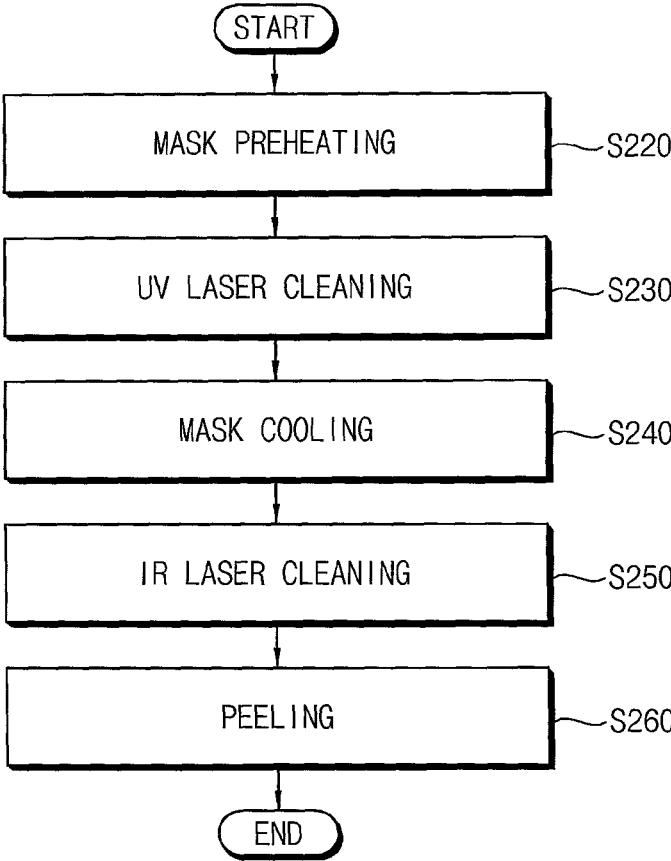 START
MASK PREHEATING
S220
UV LASER CLEANING
S230
MASK COOLING
S240
IR LASER CLEANING
S250
PEELING
S260
END